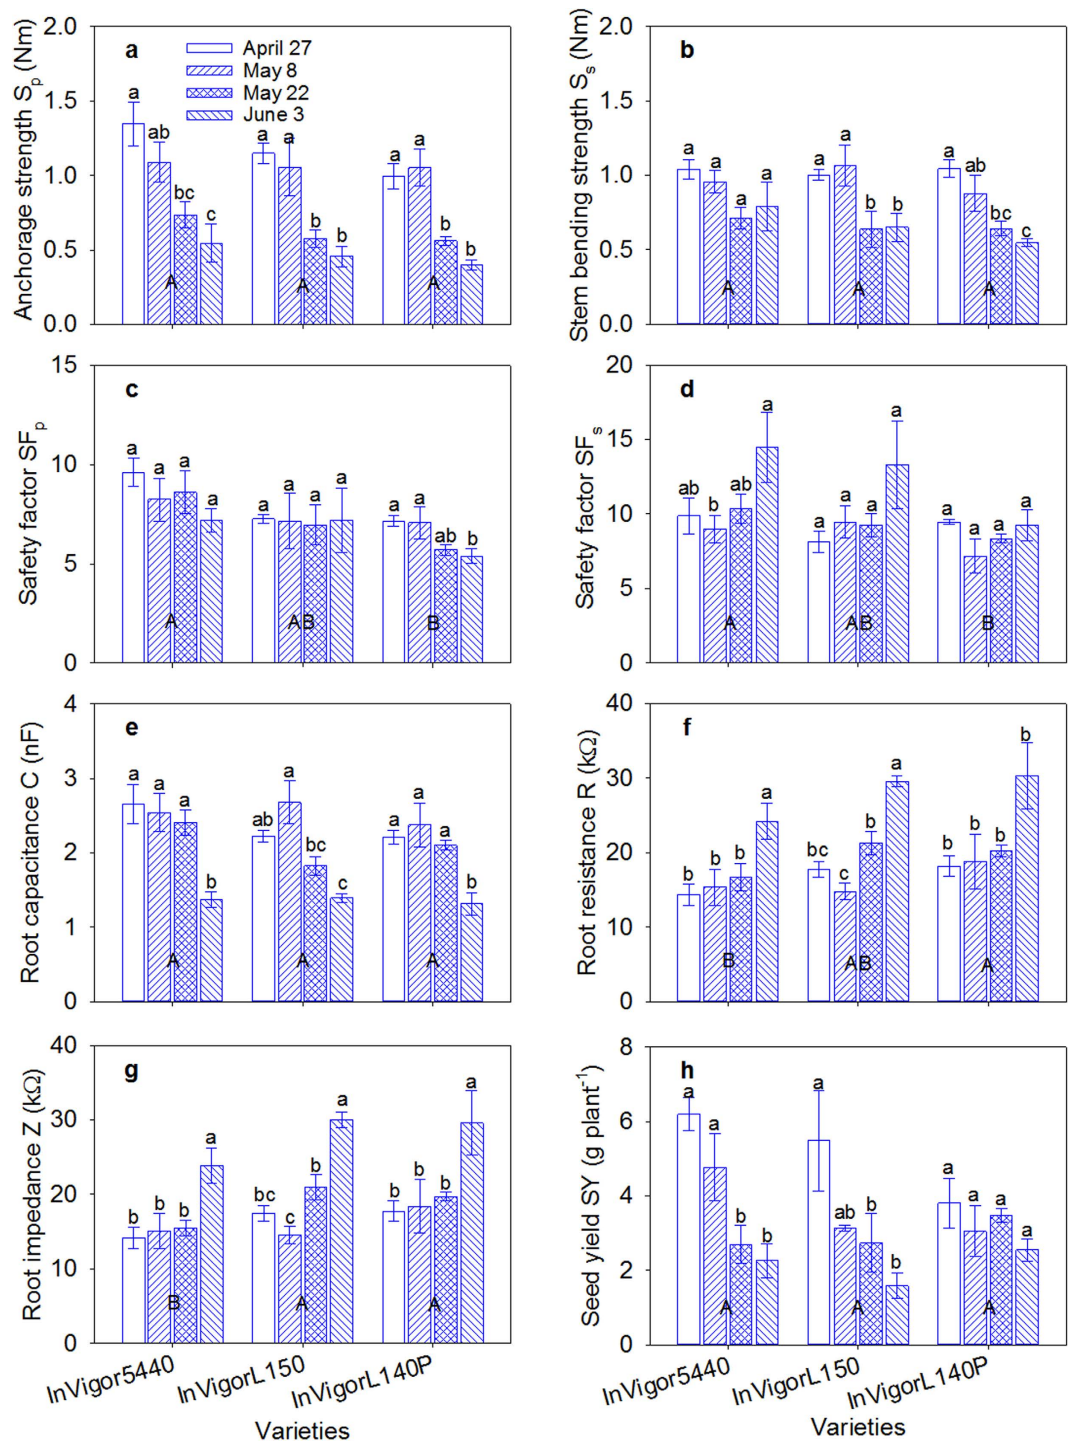 a
April 27
May 8
May 22
June 3
Anchorage strength Sp (Nm)
2.0
1.5
1.0
0.5
0.0
a ab bc c
a a b b
a a b b
A A A
b
Stem bending strength Ss (Nm)
2.0
1.5
1.0
0.5
0.0
a a a a
a a b b
a ab bc c
A A A
c
Safety factor SFp
15
10
5
0
a a a a
a a a a
a a ab b
A AB B
d
Safety factor SFs
20
15
10
5
0
ab b ab a
a a a a
a a a a
A AB B
e
Root capacitance C (nF)
4
3
2
1
0
a a a b
ab a bc c
a a a b
A A A
f
Root resistance R (kΩ)
40
30
20
10
0
b b b a
bc c b a
b b b b
B AB A
g
Root impedance Z (kΩ)
40
30
20
10
0
b b b a
bc c b a
b b b a
B A A
InVigor5440
InVigorL150
InVigorL140P
Varieties
h
Seed yield SY (g plant⁻¹)
8
6
4
2
0
a a b b
a ab b b
a a a a
A A A
InVigor5440
InVigorL150
InVigorL140P
Varieties